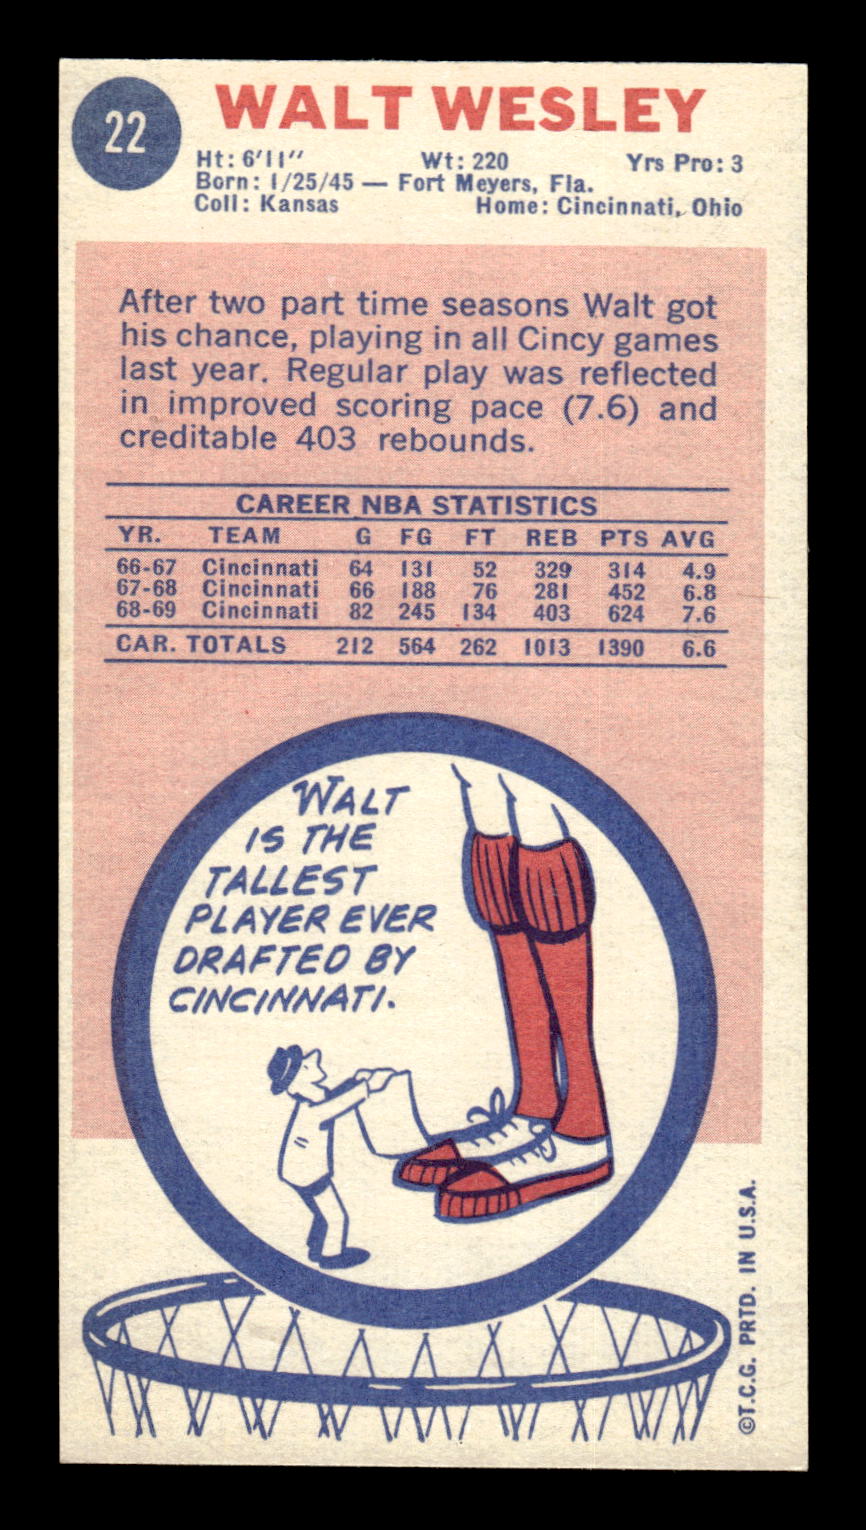 22
WALT WESLEY
Ht: 6'11" Wt: 220 Yrs Pro: 3
Born: 1/25/45 — Fort Meyers, Fla.
Coll: Kansas Home: Cincinnati, Ohio
After two part time seasons Walt got
his chance, playing in all Cincy games
last year. Regular play was reflected
in improved scoring pace (7.6) and
creditable 403 rebounds.
CAREER NBA STATISTICS
YR. TEAM G FG FT REB PTS AVG
66-67 Cincinnati 64 131 52 329 314 4.9
67-68 Cincinnati 66 188 76 281 452 6.8
68-69 Cincinnati 82 245 134 403 624 7.6
CAR. TOTALS 212 564 262 1013 1390 6.6
WALT
IS THE
TALLEST
PLAYER EVER
DRAFTED BY
CINCINNATI.
©T.C.G. PRTD. IN U.S.A.